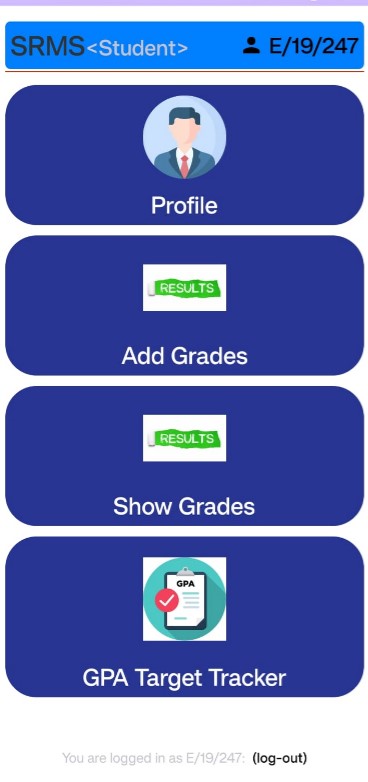 SRMS<Student> E/19/247
Profile
RESULTS
Add Grades
RESULTS
Show Grades
GPA
GPA Target Tracker
You are logged in as E/19/247: (log-out)